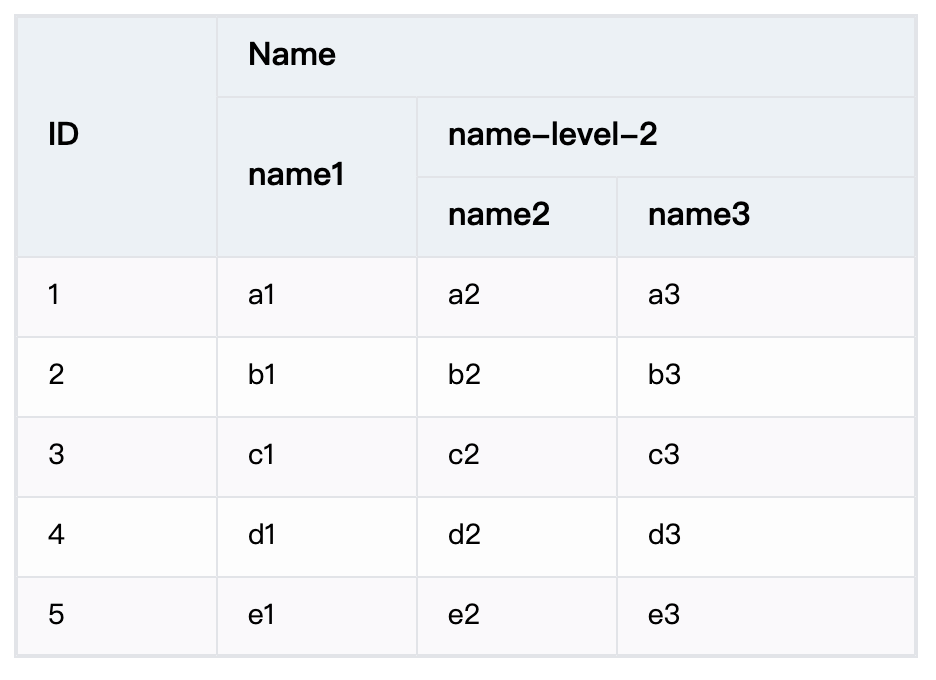 ID
Name
name1
name–level–2
name2 name3
1 a1 a2 a3
2 b1 b2 b3
3 c1 c2 c3
4 d1 d2 d3
5 e1 e2 e3